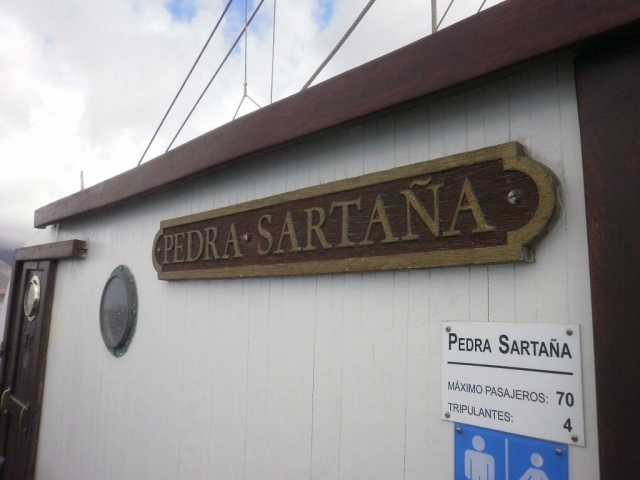 PEDRA · SARTAÑA
PEDRA SARTAÑA
MÁXIMO PASAJEROS: 70
TRIPULANTES: 4